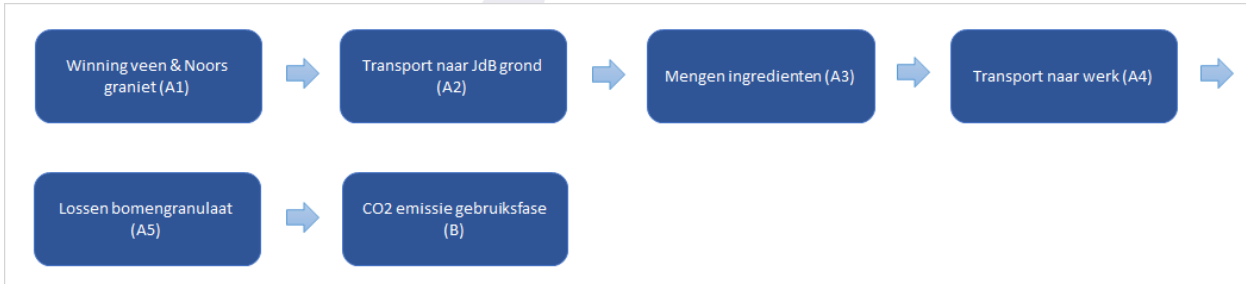 Winning veen & Noors
graniet (A1)
Transport naar JdB grond
(A2)
Mengen ingredienten (A3)
Transport naar werk (A4)
Lossen bomengranulaat
(A5)
CO2 emissie gebruiksfase
(B)